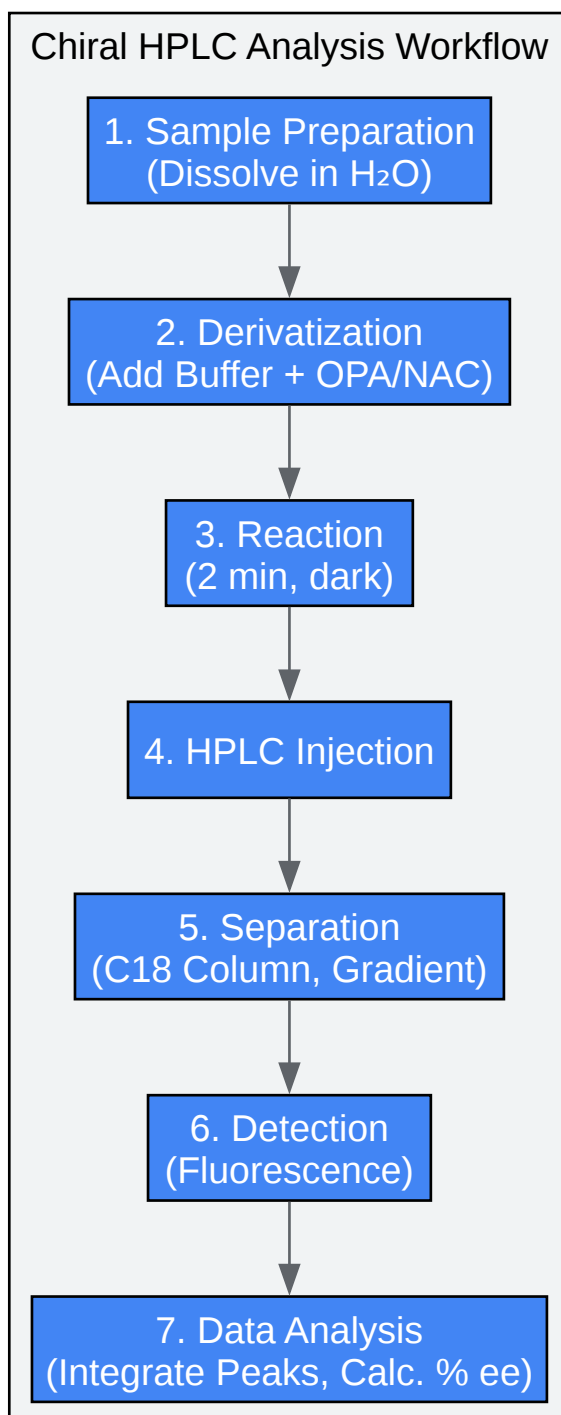 Chiral HPLC Analysis Workflow
1. Sample Preparation
(Dissolve in H₂O)
2. Derivatization
(Add Buffer + OPA/NAC)
3. Reaction
(2 min, dark)
4. HPLC Injection
5. Separation
(C18 Column, Gradient)
6. Detection
(Fluorescence)
7. Data Analysis
(Integrate Peaks, Calc. % ee)